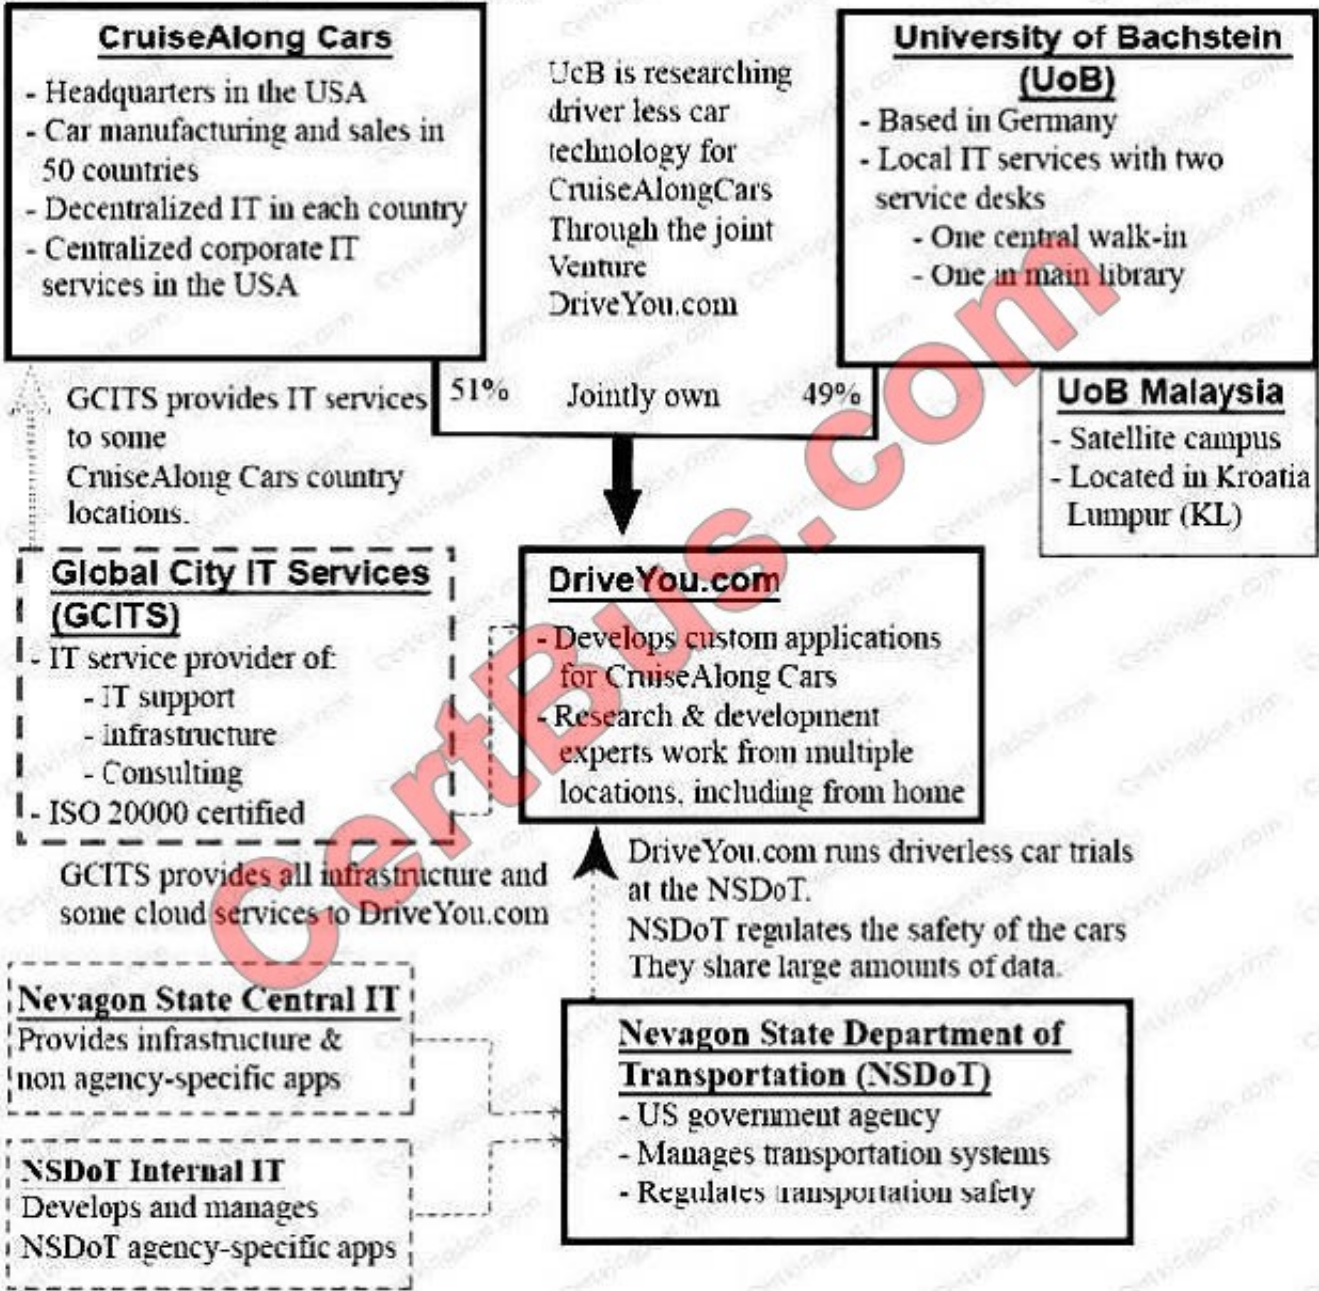 CruiseAlong Cars
- Headquarters in the USA
- Car manufacturing and sales in
50 countries
- Decentralized IT in each country
- Centralized corporate IT
services in the USA
UcB is researching
driver less car
technology for
CruiseAlongCars
Through the joint
Venture
DriveYou.com
University of Bachstein
(UoB)
- Based in Germany
- Local IT services with two
service desks
- One central walk-in
- One in main library
51% Jointly own 49%
UoB Malaysia
- Satellite campus
- Located in Kroatia
Lumpur (KL)
GCITS provides IT services
to some
CruiseAlong Cars country
locations.
Global City IT Services
(GCITS)
- IT service provider of:
- IT support
- Infrastructure
- Consulting
- ISO 20000 certified
DriveYou.com
- Develops custom applications
for CruiseAlong Cars
- Research & development
experts work from multiple
locations, including from home
GCITS provides all infrastructure and
some cloud services to DriveYou.com
DriveYou.com runs driverless car trials
at the NSDoT.
NSDoT regulates the safety of the cars
They share large amounts of data.
Nevagon State Central IT
Provides infrastructure &
non agency-specific apps
NSDoT Internal IT
Develops and manages
NSDoT agency-specific apps
Nevagon State Department of
Transportation (NSDoT)
- US government agency
- Manages transportation systems
- Regulates transportation safety
CertBus.com